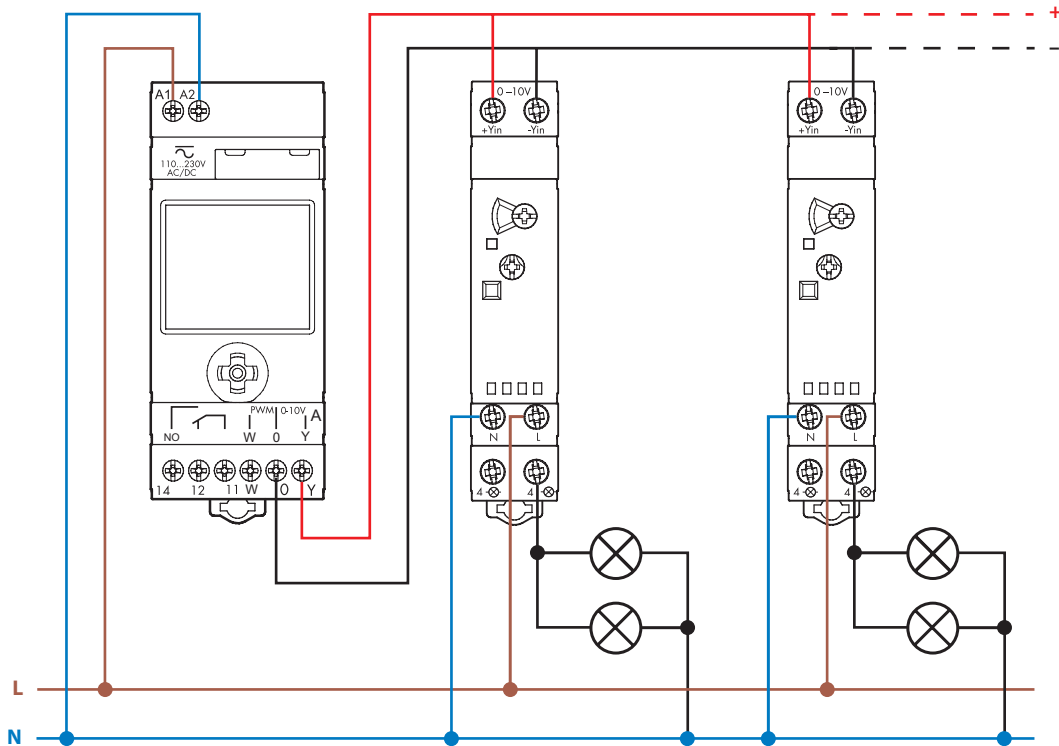 +
–
A1 A2
110...230V
AC/DC
PWM 0-10V A
NO W 0 Y
14 12 11 W 0 Y
0–10V
+Yin -Yin
N L
4 4
0–10V
+Yin -Yin
N L
4 4
L
N